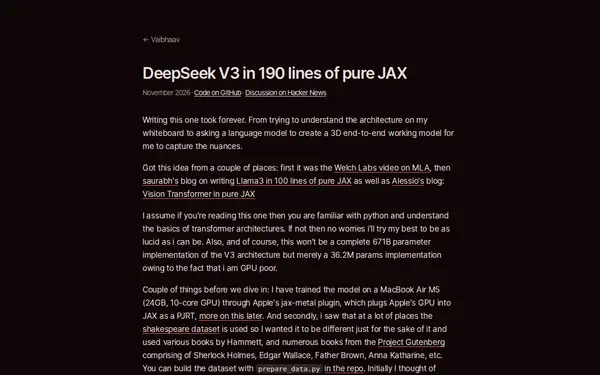 ← Vaibhaav
DeepSeek V3 in 190 lines of pure JAX
November 2026 · Code on GitHub · Discussion on Hacker News
Writing this one took forever. From trying to understand the architecture on my
whiteboard to asking a language model to create a 3D end-to-end working model for
me to capture the nuances.
Got this idea from a couple of places: first it was the Welch Labs video on MLA, then
saurabh's blog on writing Llama3 in 100 lines of pure JAX as well as Alessio's blog:
Vision Transformer in pure JAX
I assume if you're reading this one then you are familiar with python and understand
the basics of transformer architectures. If not then no worries i'll try my best to be as
lucid as i can be. Also, and of course, this won't be a complete 671B parameter
implementation of the V3 architecture but merely a 36.2M params implementation
owing to the fact that i am GPU poor.
Couple of things before we dive in: I have trained the model on a MacBook Air M5
(24GB, 10-core GPU) through Apple's jax-metal plugin, which plugs Apple's GPU into
JAX as a PJRT, more on this later. And secondly, i saw that at a lot of places the
shakespeare dataset is used so I wanted it to be different just for the sake of it and
used various books by Hammett, and numerous books from the Project Gutenberg
comprising of Sherlock Holmes, Edgar Wallace, Father Brown, Anna Katharine, etc.
You can build the dataset with prepare_data.py in the repo. Initially I thought of